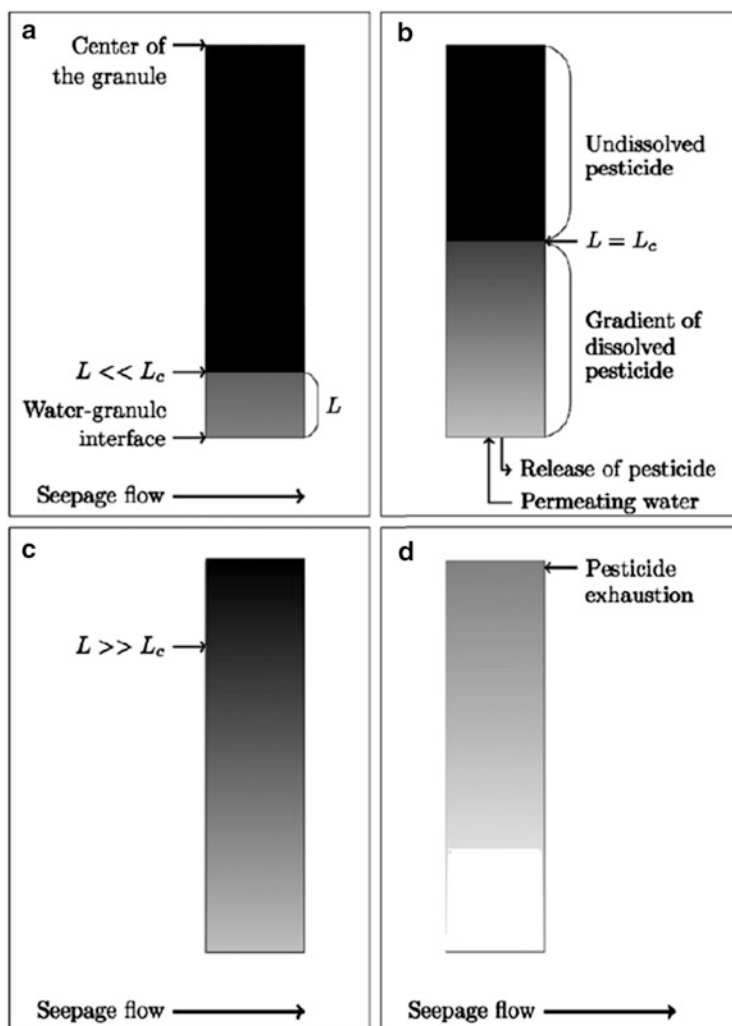 a
Center of
the granule
L << L_c
Water-granule
interface
L
Seepage flow
b
Undissolved
pesticide
L = L_c
Gradient of
dissolved
pesticide
Release of pesticide
Permeating water
c
L >> L_c
Seepage flow
d
Pesticide
exhaustion
Seepage flow